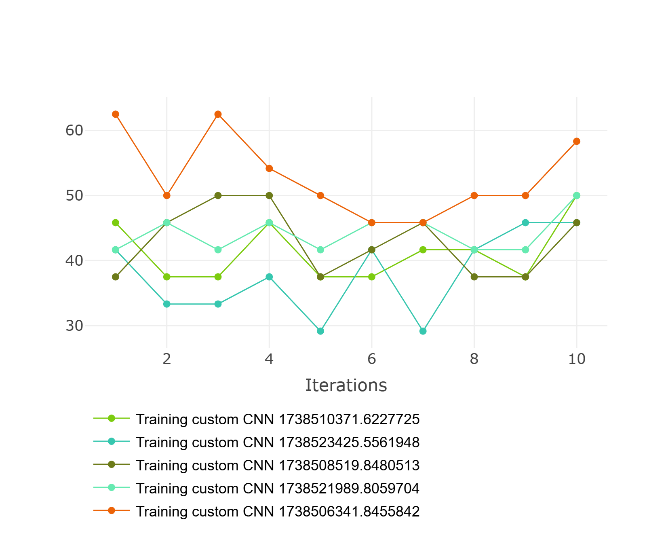 60
50
40
30
2 4 6 8 10
Iterations
Training custom CNN 1738510371.6227725
Training custom CNN 1738523425.5561948
Training custom CNN 1738508519.8480513
Training custom CNN 1738521989.8059704
Training custom CNN 1738506341.8455842